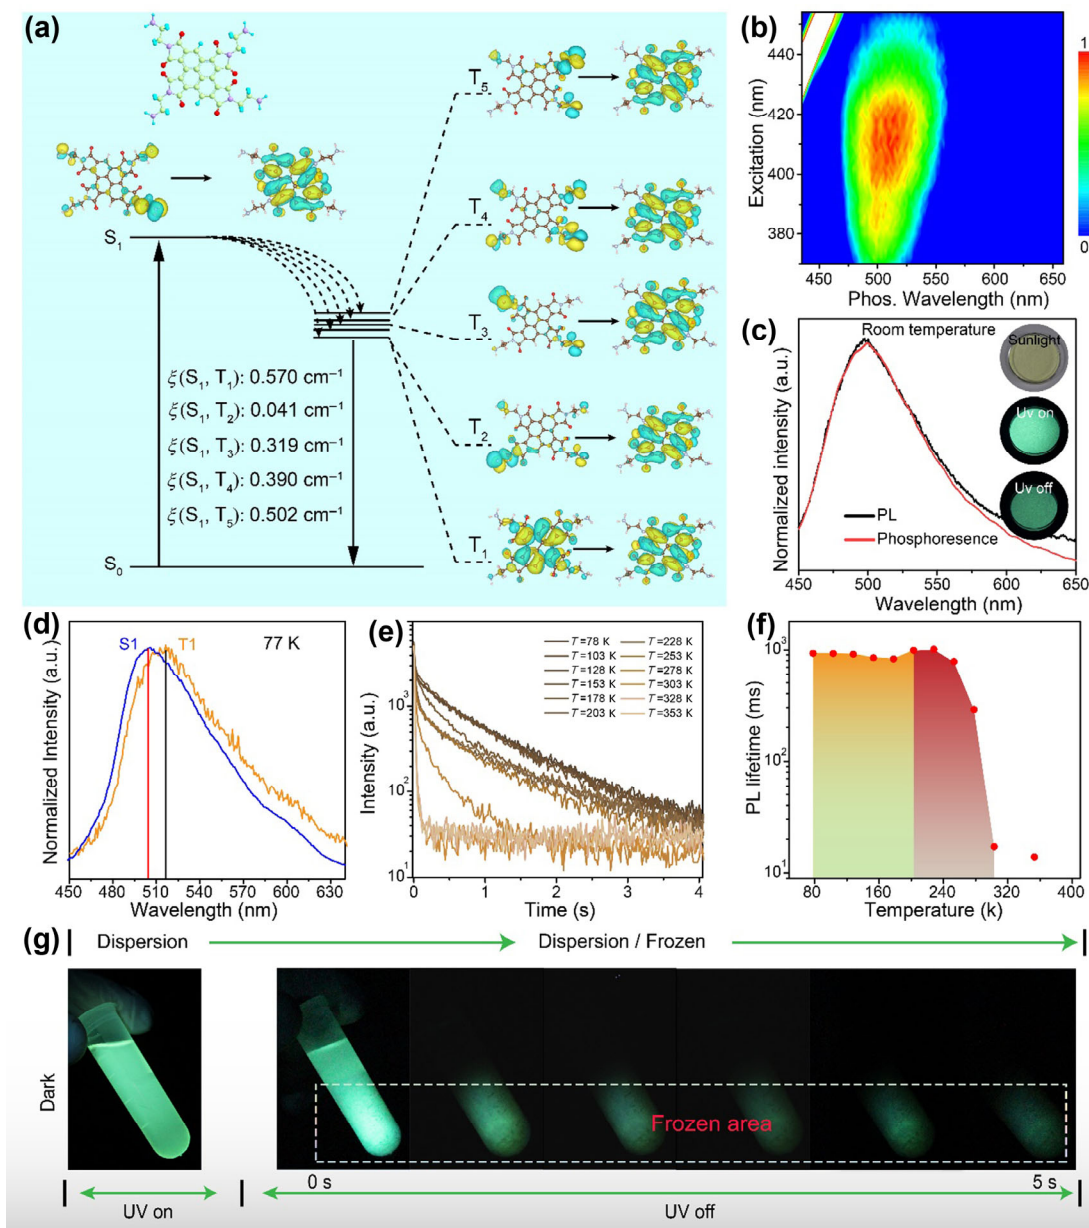 (a)
T5
T4
T3
T2
T1
S1
ξ(S1, T1): 0.570 cm−1
ξ(S1, T2): 0.041 cm−1
ξ(S1, T3): 0.319 cm−1
ξ(S1, T4): 0.390 cm−1
ξ(S1, T5): 0.502 cm−1
S0
(b)
Excitation (nm)
440
420
400
380
450 500 550 600 650
Phos. Wavelength (nm)
1
0
(c)
Room temperature
Sunlight
Uv on
Uv off
PL
Phosphoresence
Normalized intensity (a.u.)
450 500 550 600 650
Wavelength (nm)
(d)
S1
T1
77 K
Normalized Intensity (a.u.)
450 510 540 570 600 630
Wavelength (nm)
(e)
T=78 K T=228 K
T=103 K T=253 K
T=128 K T=278 K
T=153 K T=303 K
T=178 K T=328 K
T=203 K T=353 K
Intensity (a.u.)
10³
10²
10¹
0 1 2 3 4
Time (s)
(f)
PL lifetime (ms)
10³
10²
10¹
80 160 240 320 400
Temperature (k)
(g)
Dispersion
Dispersion / Frozen
Dark
Frozen area
0 s
5 s
UV on
UV off